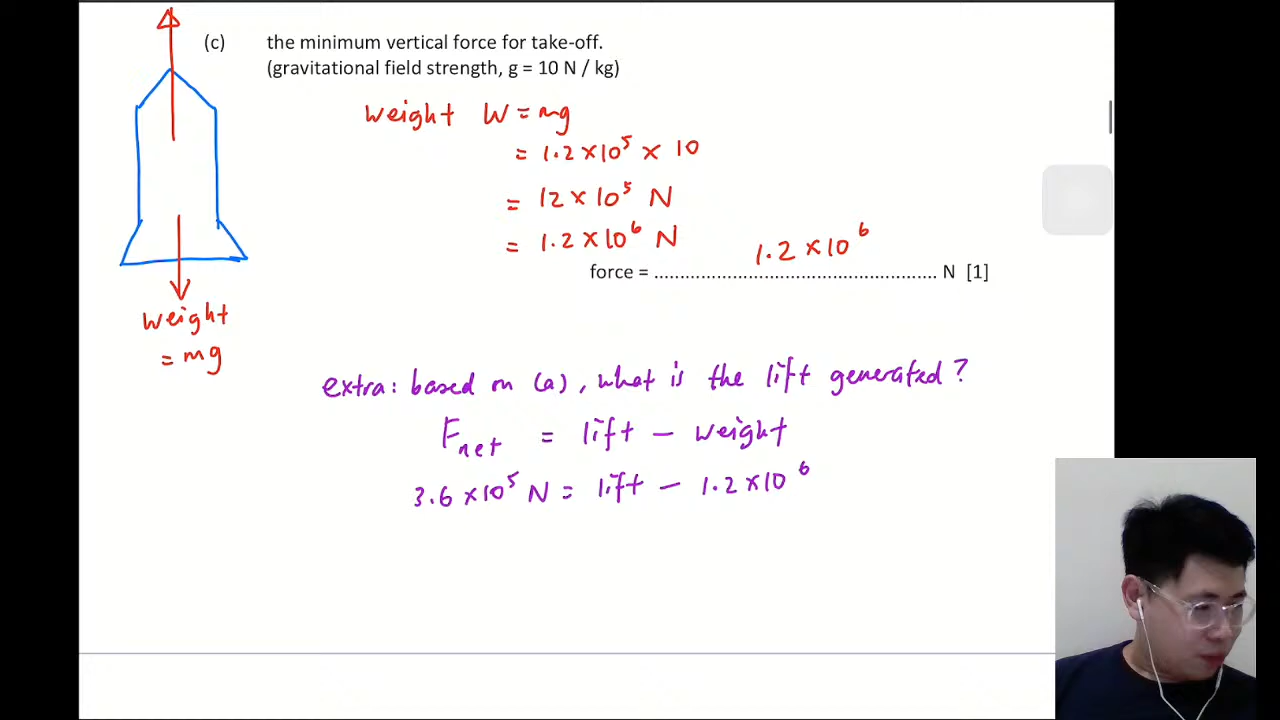 (c) the minimum vertical force for take-off.
(gravitational field strength, g = 10 N / kg)
weight W = mg
= 1.2 × 10⁵ × 10
= 12 × 10⁵ N
= 1.2 × 10⁶ N
1.2 × 10⁶
force = .................................................. N [1]
weight
= mg
extra: based on (a), what is the lift generated?
Fnet = lift - weight
3.6 × 10⁵ N = lift - 1.2 × 10⁶